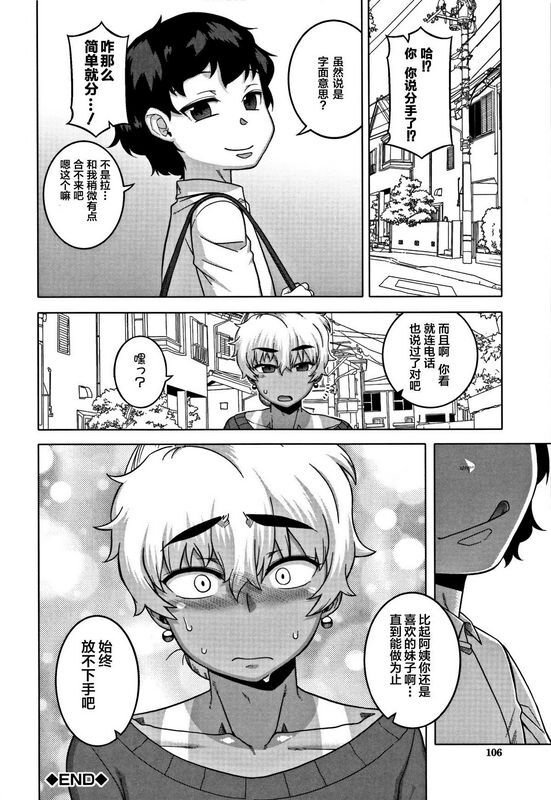 哈!?
你 你说分手了!?
虽然说是
字面意思?
咋那么
简单就分
…!
不是拉…
和我稍微有点
合不来吧
嗯这个嘛
而且啊 你看
就连电话
也说过了对吧
嘿っ?
比起阿姨你还是
喜欢的妹子啊…
直到能做为止
始终
放不下手吧
106
◆END◆